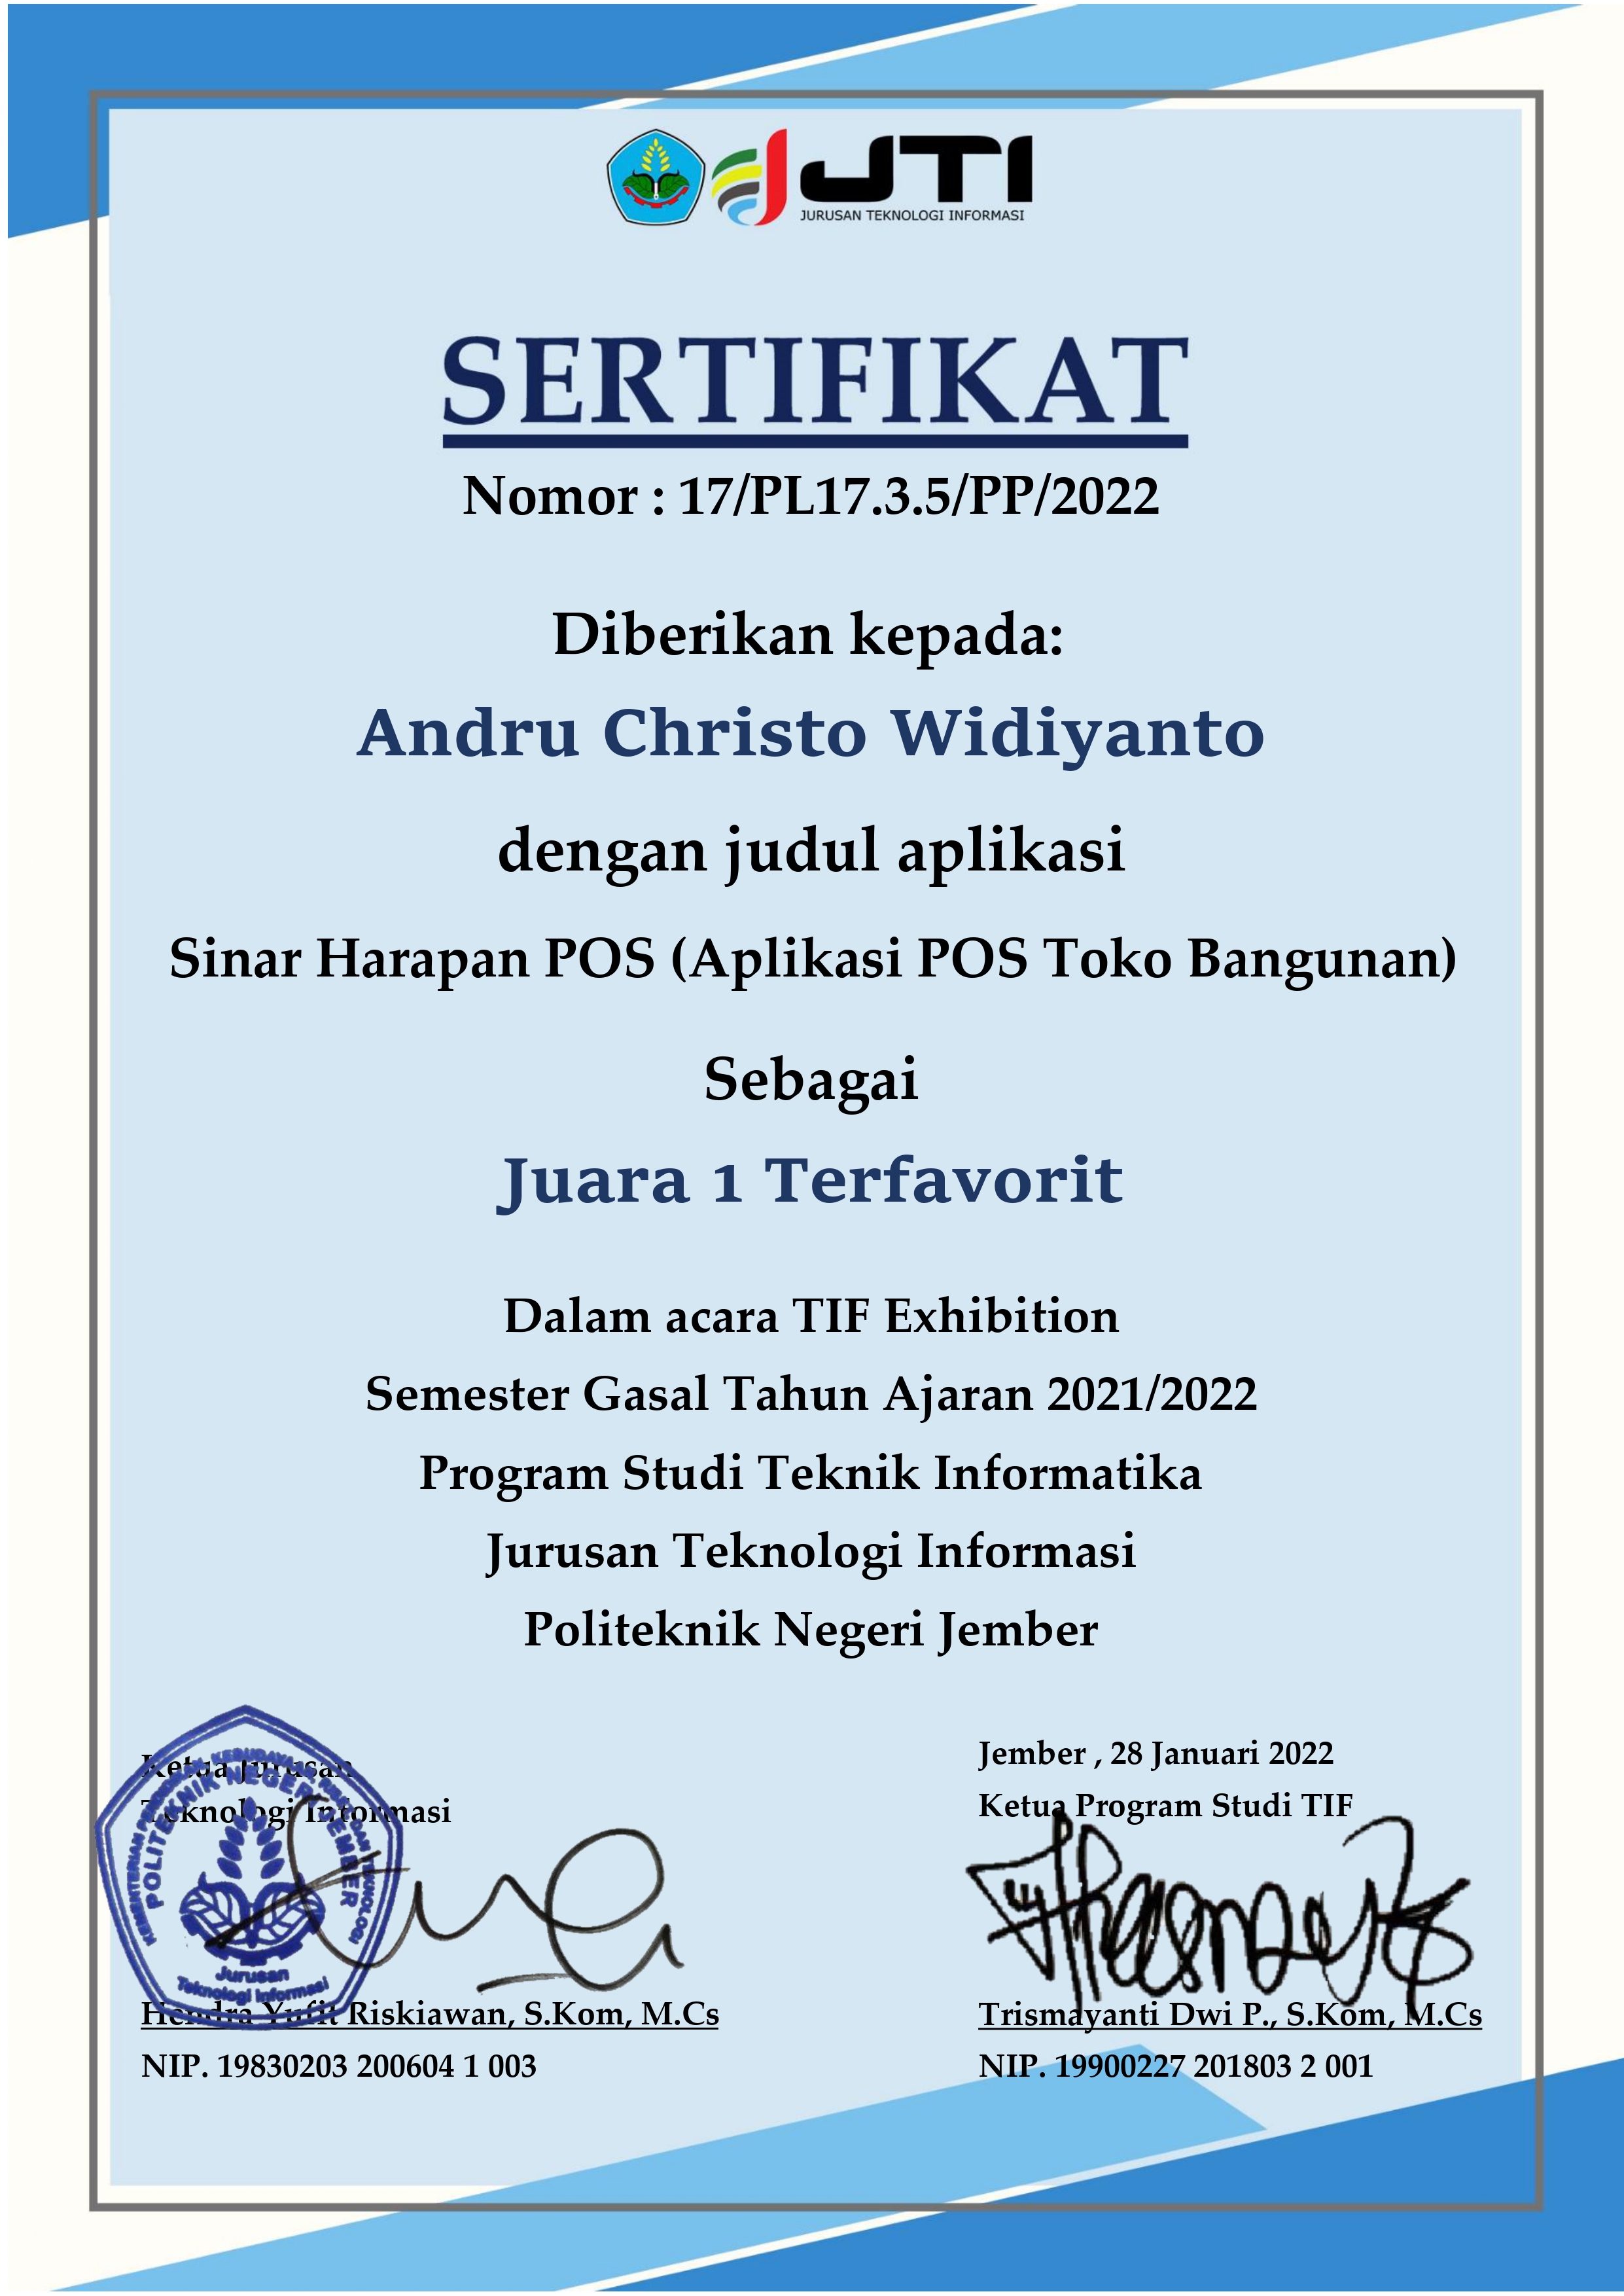 JTI
JURUSAN TEKNOLOGI INFORMASI
SERTIFIKAT
Nomor : 17/PL17.3.5/PP/2022
Diberikan kepada:
Andru Christo Widiyanto
dengan judul aplikasi
Sinar Harapan POS (Aplikasi POS Toko Bangunan)
Sebagai
Juara 1 Terfavorit
Dalam acara TIF Exhibition
Semester Gasal Tahun Ajaran 2021/2022
Program Studi Teknik Informatika
Jurusan Teknologi Informasi
Politeknik Negeri Jember
Ketua Jurusan
Teknologi Informasi
POLITEKNIK NEGERI JEMBER
Jurusan
Teknologi Informasi
Hendra Yufit Riskiawan, S.Kom, M.Cs
NIP. 19830203 200604 1 003
Jember , 28 Januari 2022
Ketua Program Studi TIF
Trismayanti Dwi P., S.Kom, M.Cs
NIP. 19900227 201803 2 001